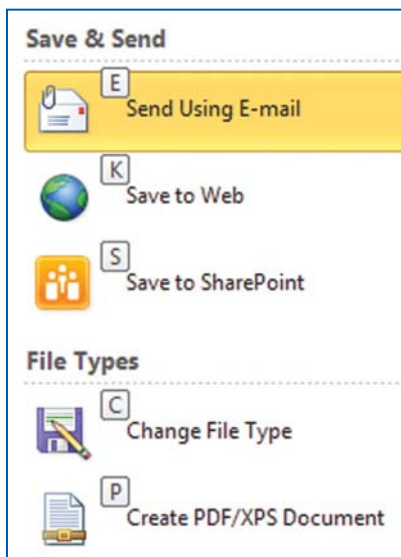 Save & Send
E
Send Using E-mail
K
Save to Web
S
Save to SharePoint
File Types
C
Change File Type
P
Create PDF/XPS Document